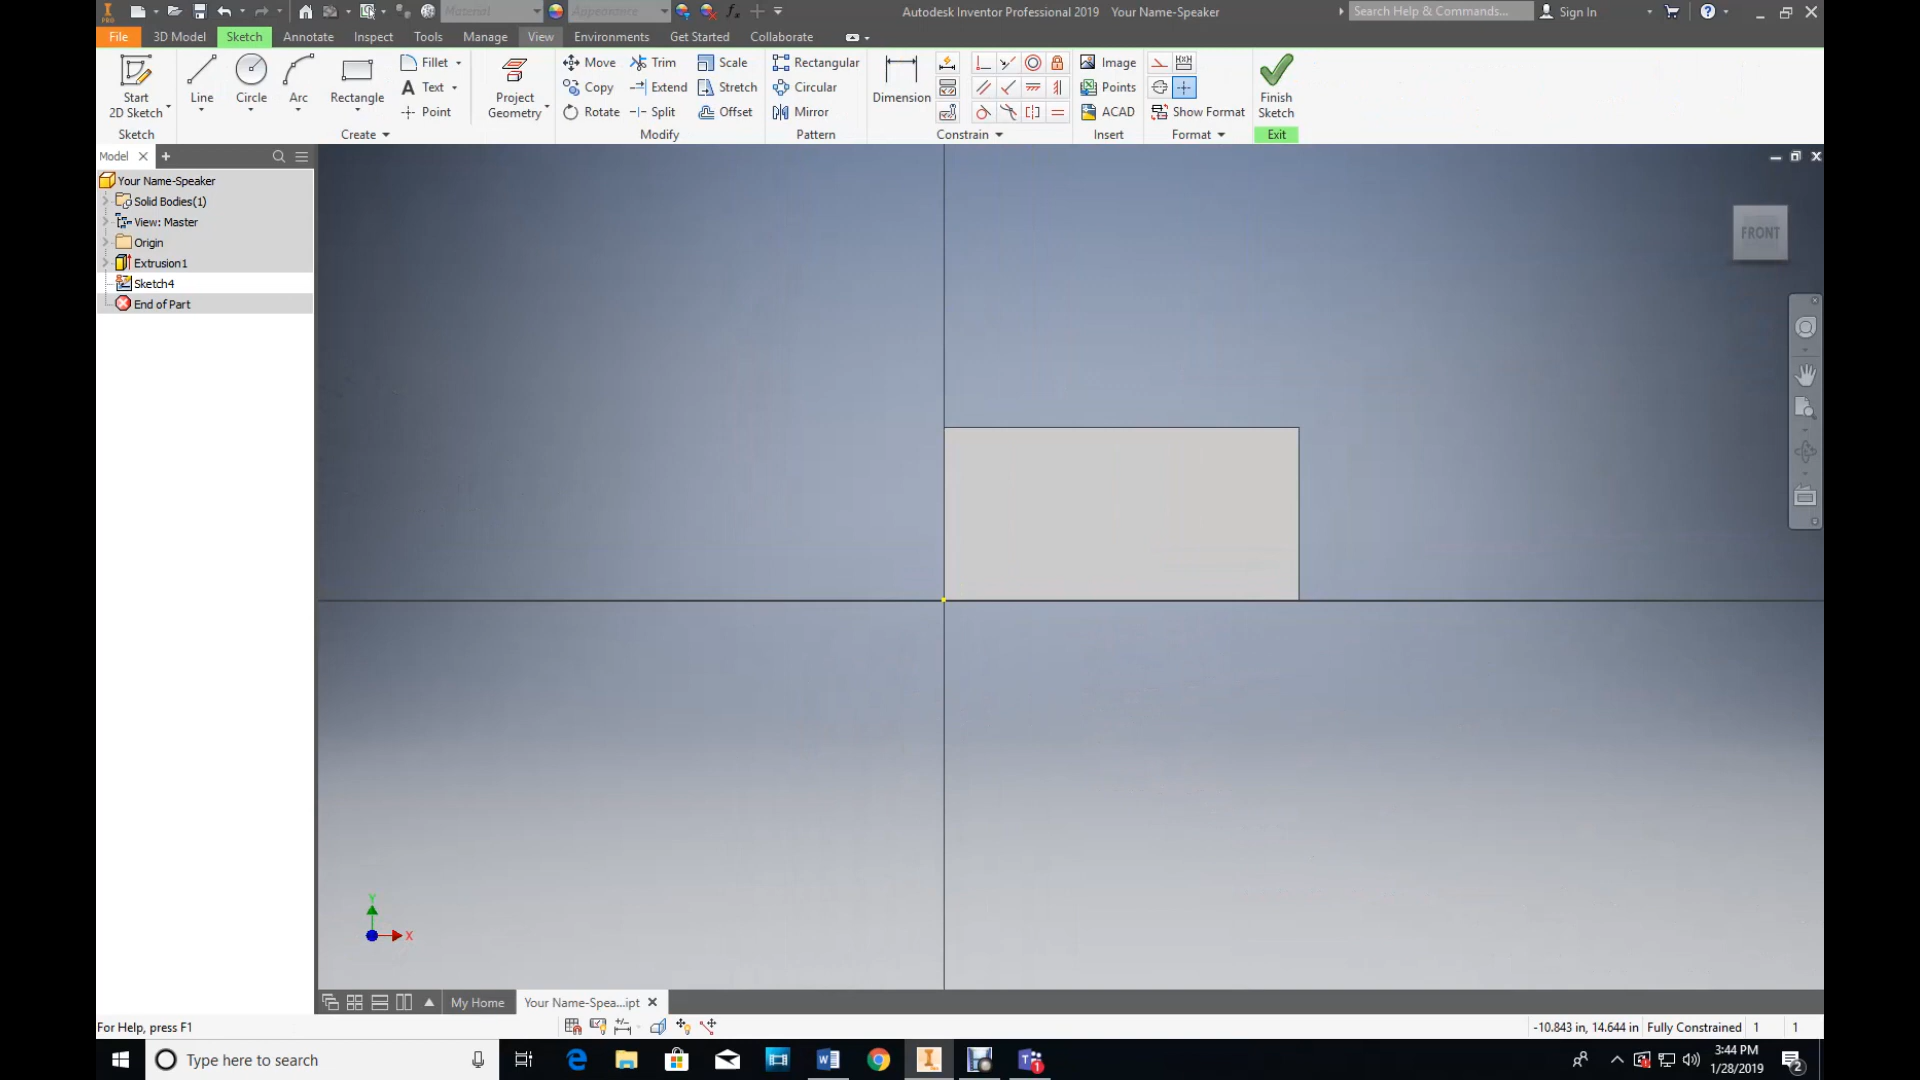 Material Appearance Autodesk Inventor Professional 2019 Your Name-Speaker Search Help & Commands... Sign In
File 3D Model Sketch Annotate Inspect Tools Manage View Environments Get Started Collaborate
Fillet Move Trim Scale Rectangular Image
Text Copy Extend Stretch Circular Points
Point Rotate Split Offset Mirror ACAD Show Format
Start 2D Sketch Line Circle Arc Rectangle Project Geometry Dimension Finish Sketch
Sketch Create Modify Pattern Constrain Insert Format Exit
Model
Your Name-Speaker
Solid Bodies(1)
View: Master
Origin
Extrusion1
Sketch4
End of Part
FRONT
Y
X
My Home Your Name-Spea...ipt
For Help, press F1 -10.843 in, 14.644 in Fully Constrained 1 1
Type here to search
3:44 PM
1/28/2019